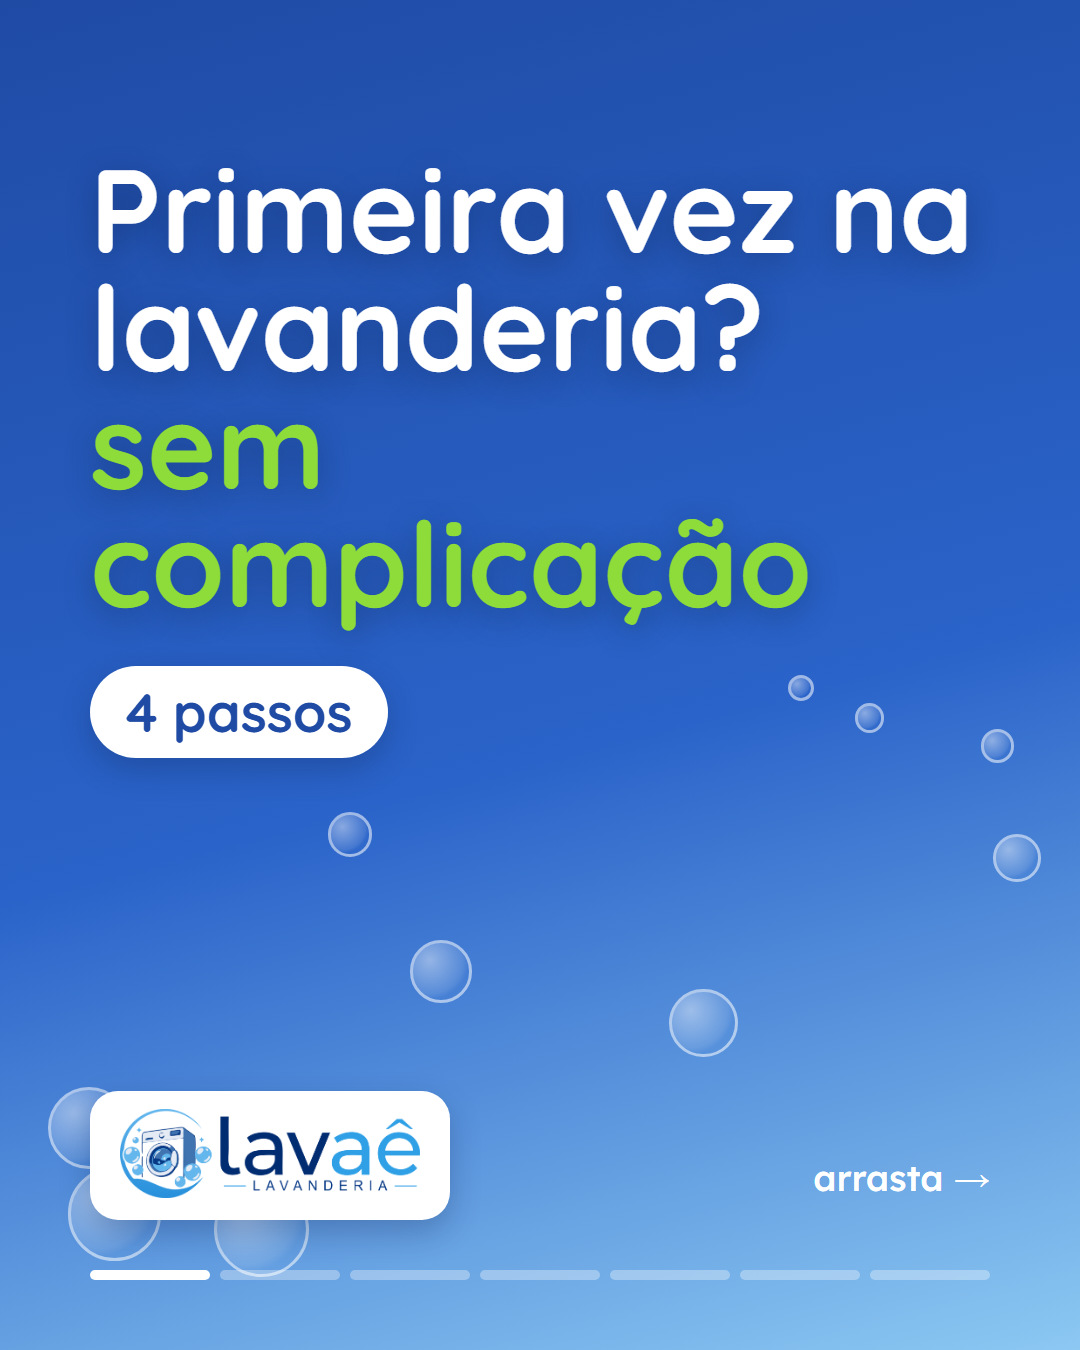 Primeira vez na
lavanderia?
sem
complicação
4 passos
lavaê
LAVANDERIA
arrasta →